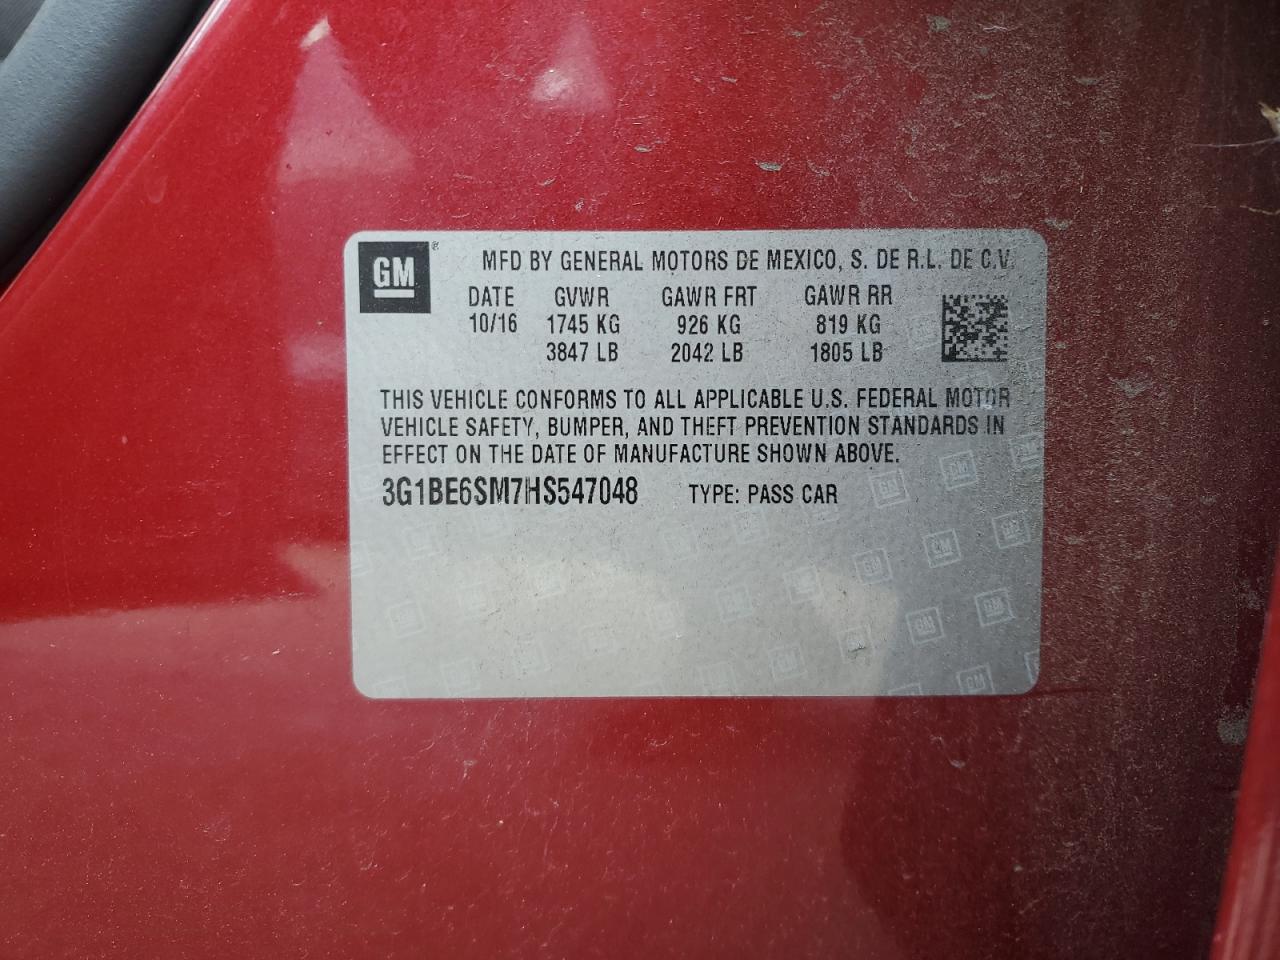 GM ® MFD BY GENERAL MOTORS DE MEXICO, S. DE R.L. DE C.V.
DATE GVWR GAWR FRT GAWR RR
10/16 1745 KG 926 KG 819 KG
3847 LB 2042 LB 1805 LB
THIS VEHICLE CONFORMS TO ALL APPLICABLE U.S. FEDERAL MOTOR
VEHICLE SAFETY, BUMPER, AND THEFT PREVENTION STANDARDS IN
EFFECT ON THE DATE OF MANUFACTURE SHOWN ABOVE.
3G1BE6SM7HS547048 TYPE: PASS CAR